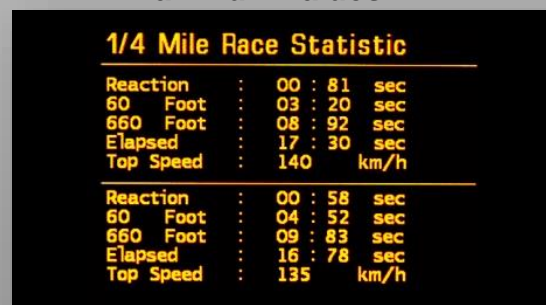 1/4 Mile Race Statistic
Reaction : 00 : 81 sec
60 Foot : 03 : 20 sec
660 Foot : 08 : 92 sec
Elapsed : 17 : 30 sec
Top Speed : 140 km/h
Reaction : 00 : 58 sec
60 Foot : 04 : 52 sec
660 Foot : 09 : 83 sec
Elapsed : 16 : 78 sec
Top Speed : 135 km/h